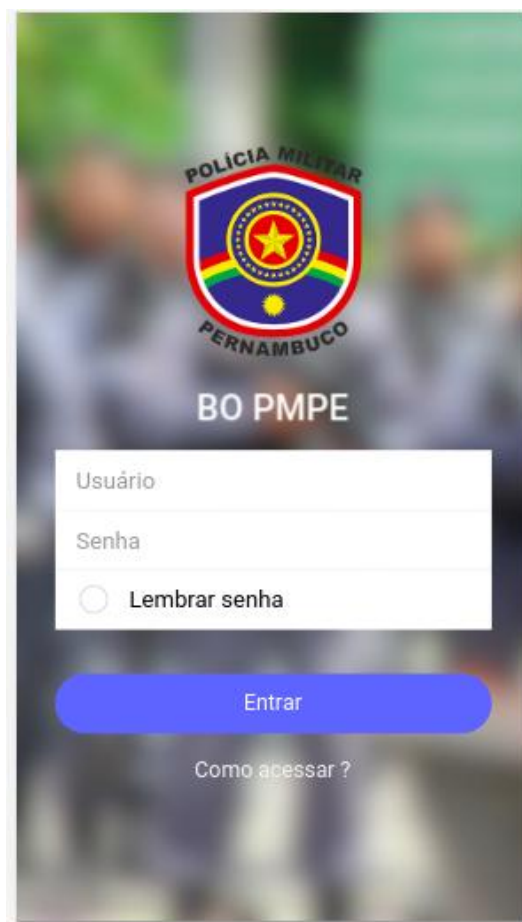 POLÍCIA MILITAR
PERNAMBUCO
BO PMPE
Usuário
Senha
Lembrar senha
Entrar
Como acessar ?